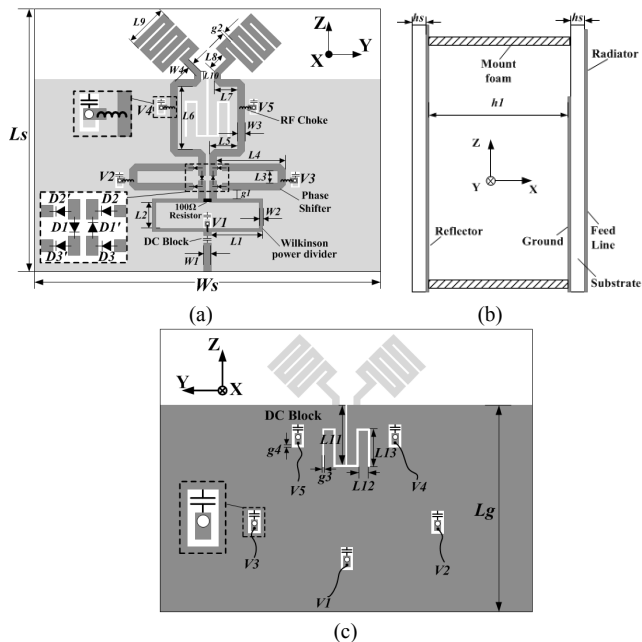 L9
g2
Z
X
Y
L8
W4
L10
L7
V4
V5
L6
RF Choke
W3
L5
L4
Ls
V2
L3
V3
g1
Phase
Shifter
D2'
D2
D1
D1'
D3'
D3
100Ω
Resistor
L2
V1
W2
DC Block
L1
Wilkinson
power divider
W1
Ws
(a)
hs
hs
Mount
foam
Radiator
h1
Z
Y
X
Reflector
Ground
Feed
Line
Substrate
(b)
Z
Y
X
DC Block
L11
L13
g4
g3
L12
V5
V4
Lg
V3
V2
V1
(c)